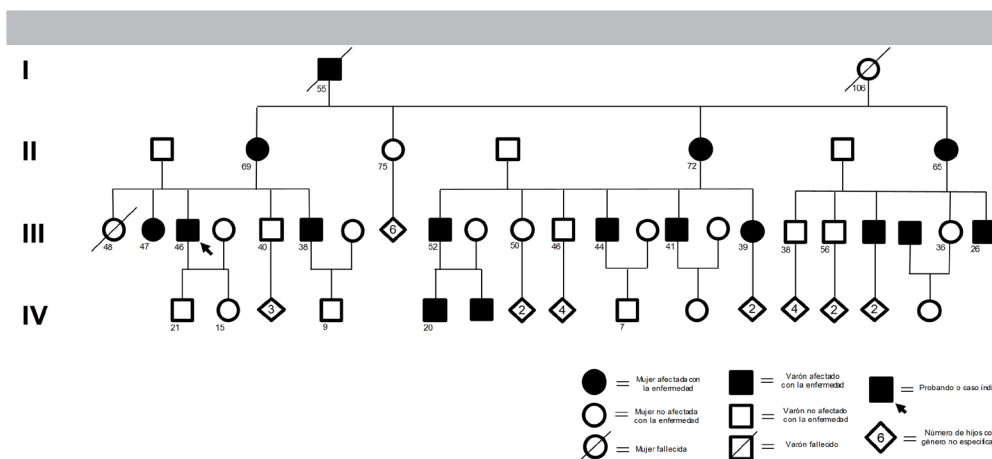 I
55
106
II
69
75
72
65
III
48
47
46
40
38
6
52
50
46
44
41
39
38
56
36
26
IV
21
15
3
9
20
2
4
7
2
4
2
2
= Mujer afectada con
la enfermedad
= Varón afectado
con la enfermedad
= Probando o caso
= Mujer no afectada
con la enfermedad
= Varón no afectado
con la enfermedad
= Mujer fallecida
= Varón fallecido
6 = Número de hijos
género no